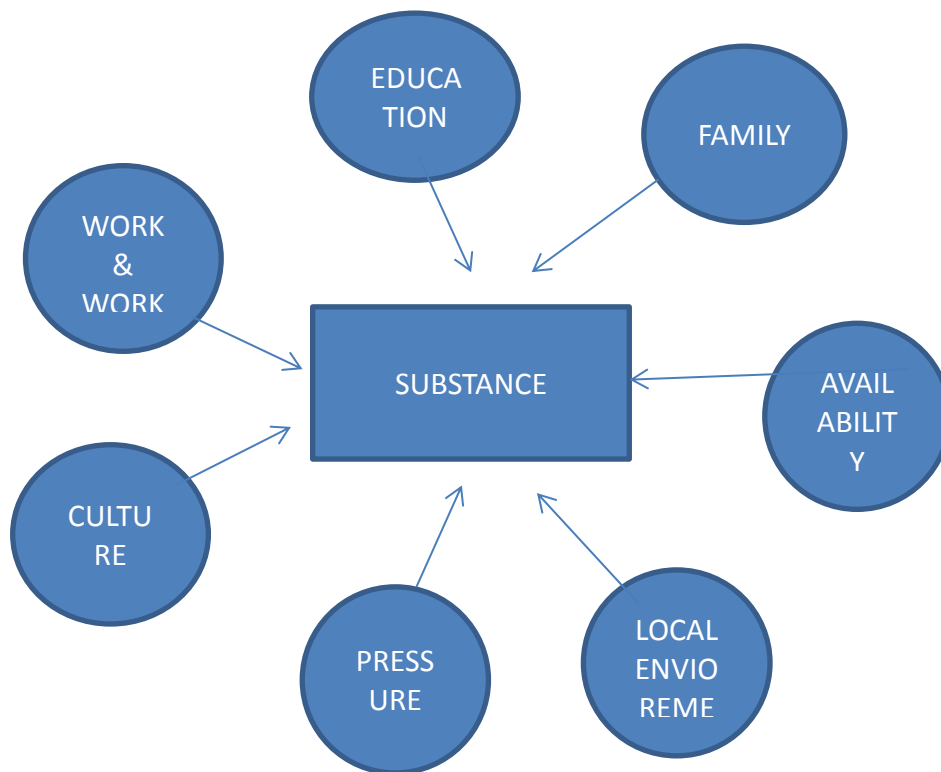 EDUCA
TION
FAMILY
WORK
&
WORK
SUBSTANCE
AVAIL
ABILIT
Y
CULTU
RE
PRESS
URE
LOCAL
ENVIO
REME